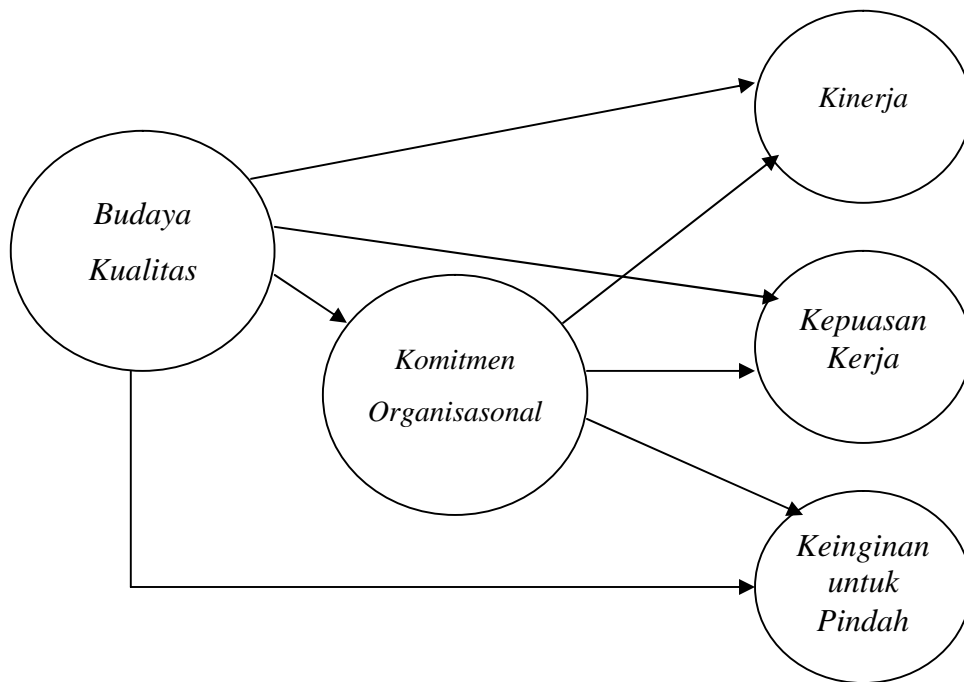 Kinerja
Budaya
Kualitas
Komitmen
Organisasonal
Kepuasan
Kerja
Keinginan
untuk
Pindah